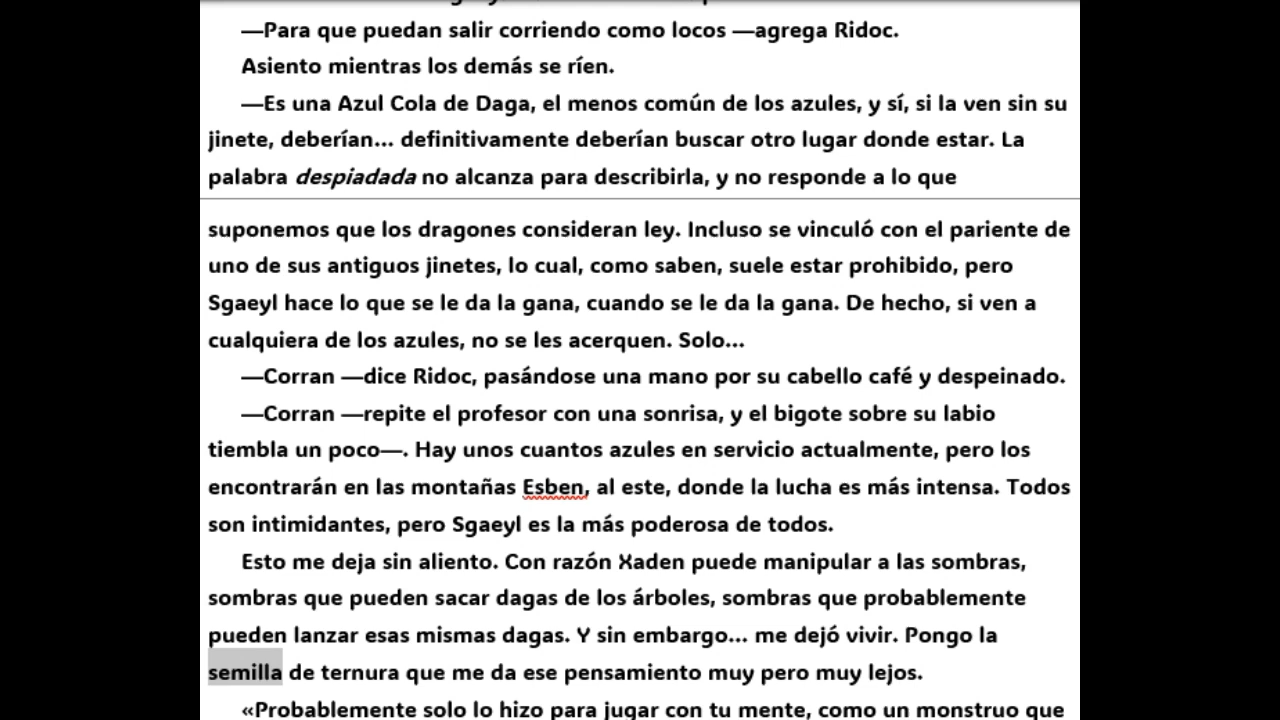 —Para que puedan salir corriendo como locos —agrega Ridoc.
Asiento mientras los demás se ríen.
—Es una Azul Cola de Daga, el menos común de los azules, y sí, si la ven sin su
jinete, deberían... definitivamente deberían buscar otro lugar donde estar. La
palabra despiadada no alcanza para describirla, y no responde a lo que
suponemos que los dragones consideran ley. Incluso se vinculó con el pariente de
uno de sus antiguos jinetes, lo cual, como saben, suele estar prohibido, pero
Sgaeyl hace lo que se le da la gana, cuando se le da la gana. De hecho, si ven a
cualquiera de los azules, no se les acerquen. Solo...
—Corran —dice Ridoc, pasándose una mano por su cabello café y despeinado.
—Corran —repite el profesor con una sonrisa, y el bigote sobre su labio
tiembla un poco—. Hay unos cuantos azules en servicio actualmente, pero los
encontrarán en las montañas Esben, al este, donde la lucha es más intensa. Todos
son intimidantes, pero Sgaeyl es la más poderosa de todos.
Esto me deja sin aliento. Con razón Xaden puede manipular a las sombras,
sombras que pueden sacar dagas de los árboles, sombras que probablemente
pueden lanzar esas mismas dagas. Y sin embargo... me dejó vivir. Pongo la
semilla de ternura que me da ese pensamiento muy pero muy lejos.
«Probablemente solo lo hizo para jugar con tu mente, como un monstruo que